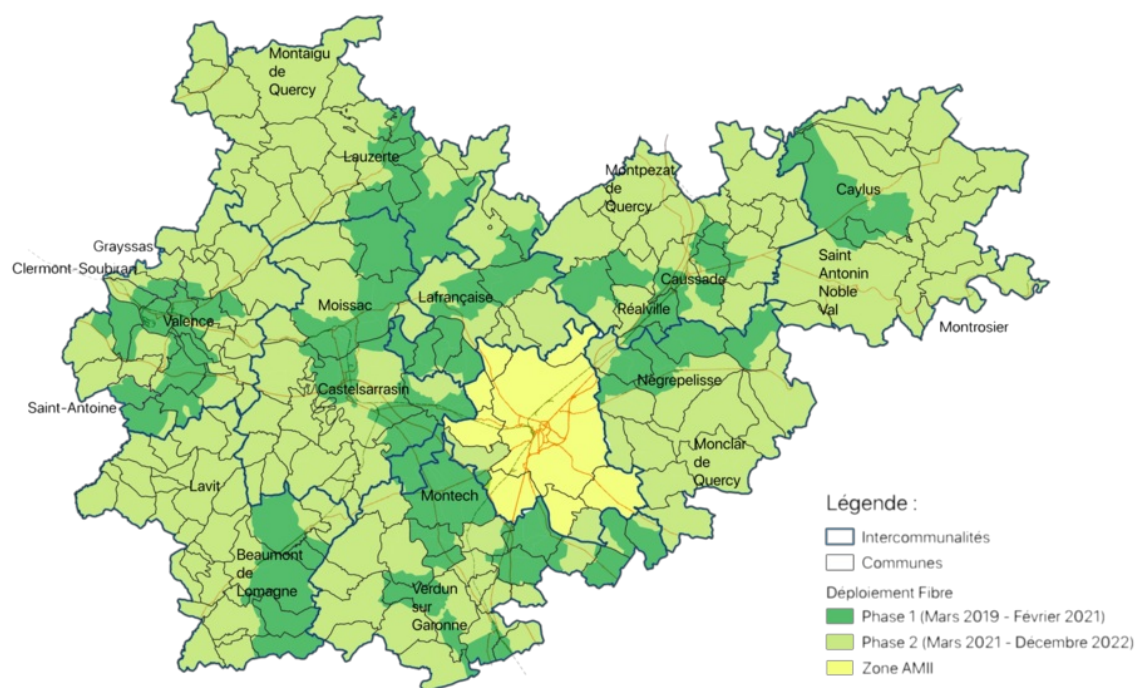 Montaigu
de
Quercy
Lauzerte
Montpezat
de
Quercy
Caylus
Grayssas
Clermont-Soubiran
Saint
Antonin
Noble
Val
Caussade
Moissac
Lafrançaise
Réalville
Valence
Montrosier
Nègrepelisse
Castelsarrasin
Saint-Antoine
Monclar
de
Quercy
Lavit
Montech
Beaumont
de
Lomagne
Verdun
sur
Garonne
Légende :
Intercommunalités
Communes
Déploiement Fibre
Phase 1 (Mars 2019 - Février 2021)
Phase 2 (Mars 2021 - Décembre 2022)
Zone AMII